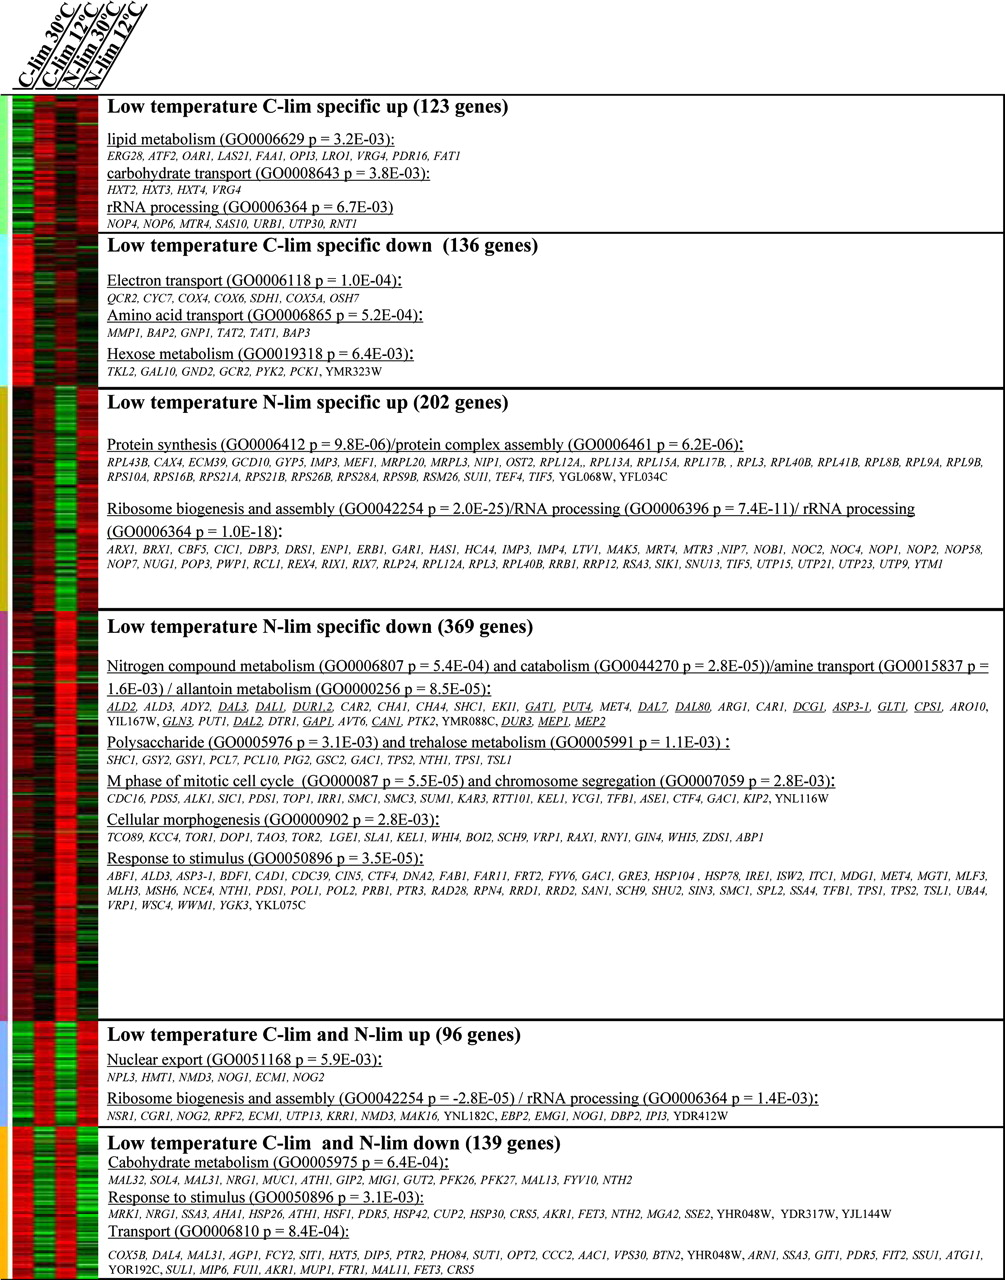 C-lim 30°C
C-lim 12°C
N-lim 30°C
N-lim 12°C
Low temperature C-lim specific up (123 genes)
lipid metabolism (GO0006629 p = 3.2E-03):
ERG28, ATF2, OAR1, LAS21, FAA1, OPI3, LRO1, VRG4, PDR16, FAT1
carbohydrate transport (GO0008643 p = 3.8E-03):
HXT2, HXT3, HXT4, VRG4
rRNA processing (GO0006364 p = 6.7E-03)
NOP4, NOP6, MTR4, SAS10, URB1, UTP30, RNT1
Low temperature C-lim specific down (136 genes)
Electron transport (GO0006118 p = 1.0E-04):
QCR2, CYC7, COX4, COX6, SDH1, COX5A, OSH7
Amino acid transport (GO0006865 p = 5.2E-04):
MMP1, BAP2, GNP1, TAT2, TAT1, BAP3
Hexose metabolism (GO0019318 p = 6.4E-03):
TKL2, GAL10, GND2, GCR2, PYK2, PCK1, YMR323W
Low temperature N-lim specific up (202 genes)
Protein synthesis (GO0006412 p = 9.8E-06)/protein complex assembly (GO0006461 p = 6.2E-06):
RPL43B, CAX4, ECM39, GCD10, GYP5, IMP3, MEF1, MRPL20, MRPL3, NIP1, OST2, RPL12A,, RPL13A, RPL15A, RPL17B, , RPL3, RPL40B, RPL41B, RPL8B, RPL9A, RPL9B,
RPS10A, RPS16B, RPS21A, RPS21B, RPS26B, RPS28A, RPS9B, RSM26, SUI1, TEF4, TIF5, YGL068W, YFL034C
Ribosome biogenesis and assembly (GO0042254 p = 2.0E-25)/RNA processing (GO0006396 p = 7.4E-11)/ rRNA processing
(GO0006364 p = 1.0E-18):
ARX1, BRX1, CBF5, CIC1, DBP3, DRS1, ENP1, ERB1, GAR1, HAS1, HCA4, IMP3, IMP4, LTV1, MAK5, MRT4, MTR3 ,NIP7, NOB1, NOC2, NOC4, NOP1, NOP2, NOP58,
NOP7, NUG1, POP3, PWP1, RCL1, REX4, RIX1, RIX7, RLP24, RPL12A, RPL3, RPL40B, RRB1, RRP12, RSA3, SIK1, SNU13, TIF5, UTP15, UTP21, UTP23, UTP9, YTM1
Low temperature N-lim specific down (369 genes)
Nitrogen compound metabolism (GO0006807 p = 5.4E-04) and catabolism (GO0044270 p = 2.8E-05))/amine transport (GO0015837 p =
1.6E-03) / allantoin metabolism (GO0000256 p = 8.5E-05):
ALD2, ALD3, ADY2, DAL3, DAL1, DUR1,2, CAR2, CHA1, CHA4, SHC1, EKI1, GAT1, PUT4, MET4, DAL7, DAL80, ARG1, CAR1, DCG1, ASP3-1, GLT1, CPS1, ARO10,
YIL167W, GLN3, PUT1, DAL2, DTR1, GAP1, AVT6, CAN1, PTK2, YMR088C, DUR3, MEP1, MEP2
Polysaccharide (GO0005976 p = 3.1E-03) and trehalose metabolism (GO0005991 p = 1.1E-03) :
SHC1, GSY2, GSY1, PCL7, PCL10, PIG2, GSC2, GAC1, TPS2, NTH1, TPS1, TSL1
M phase of mitotic cell cycle (GO000087 p = 5.5E-05) and chromosome segregation (GO0007059 p = 2.8E-03):
CDC16, PDS5, ALK1, SIC1, PDS1, TOP1, IRR1, SMC1, SMC3, SUM1, KAR3, RTT101, KEL1, YCG1, TFB1, ASE1, CTF4, GAC1, KIP2, YNL116W
Cellular morphogenesis (GO0000902 p = 2.8E-03):
TCO89, KCC4, TOR1, DOP1, TAO3, TOR2, LGE1, SLA1, KEL1, WHI4, BOI2, SCH9, VRP1, RAX1, RNY1, GIN4, WHI5, ZDS1, ABP1
Response to stimulus (GO0050896 p = 3.5E-05):
ABF1, ALD3, ASP3-1, BDF1, CAD1, CDC39, CIN5, CTF4, DNA2, FAB1, FAR11, FRT2, FYV6, GAC1, GRE3, HSP104 , HSP78, IRE1, ISW2, ITC1, MDG1, MET4, MGT1, MLF3,
MLH3, MSH6, NCE4, NTH1, PDS1, POL1, POL2, PRB1, PTR3, RAD28, RPN4, RRD1, RRD2, SAN1, SCH9, SHU2, SIN3, SMC1, SPL2, SSA4, TFB1, TPS1, TPS2, TSL1, UBA4,
VRP1, WSC4, WWM1, YGK3, YKL075C
Low temperature C-lim and N-lim up (96 genes)
Nuclear export (GO0051168 p = 5.9E-03):
NPL3, HMT1, NMD3, NOG1, ECM1, NOG2
Ribosome biogenesis and assembly (GO0042254 p = -2.8E-05) / rRNA processing (GO0006364 p = 1.4E-03):
NSR1, CGR1, NOG2, RPF2, ECM1, UTP13, KRR1, NMD3, MAK16, YNL182C, EBP2, EMG1, NOG1, DBP2, IPI3, YDR412W
Low temperature C-lim and N-lim down (139 genes)
Cabohydrate metabolism (GO0005975 p = 6.4E-04):
MAL32, SOL4, MAL31, NRG1, MUC1, ATH1, GIP2, MIG1, GUT2, PFK26, PFK27, MAL13, FYV10, NTH2
Response to stimulus (GO0050896 p = 3.1E-03):
MRK1, NRG1, SSA3, AHA1, HSP26, ATH1, HSF1, PDR5, HSP42, CUP2, HSP30, CRS5, AKR1, FET3, NTH2, MGA2, SSE2, YHR048W, YDR317W, YJL144W
Transport (GO0006810 p = 8.4E-04):
COX5B, DAL4, MAL31, AGP1, FCY2, SIT1, HXT5, DIP5, PTR2, PHO84, SUT1, OPT2, CCC2, AAC1, VPS30, BTN2, YHR048W, ARN1, SSA3, GIT1, PDR5, FIT2, SSU1, ATG11,
YOR192C, SUL1, MIP6, FUI1, AKR1, MUP1, FTR1, MAL11, FET3, CRS5